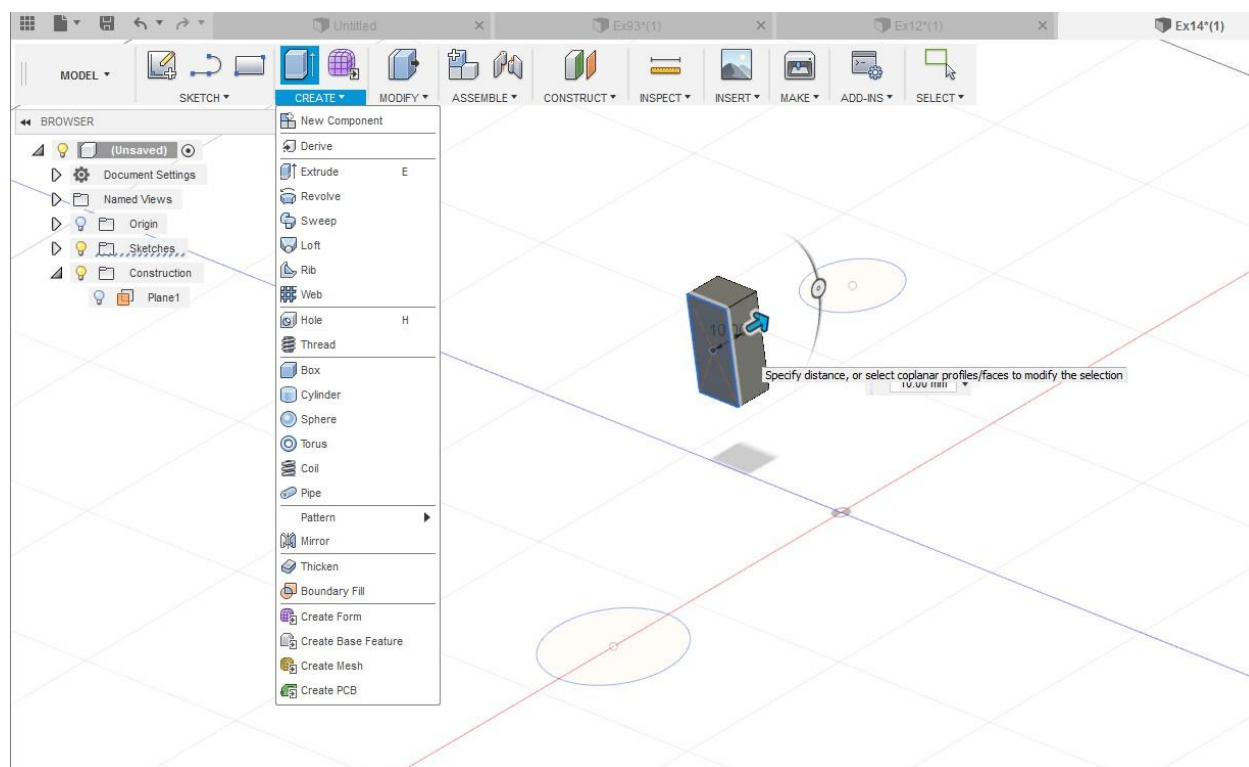 Untitled
Ex93*(1)
Ex12*(1)
Ex14*(1)
MODEL
SKETCH
CREATE
MODIFY
ASSEMBLE
CONSTRUCT
INSPECT
INSERT
MAKE
ADD-INS
SELECT
BROWSER
(Unsaved)
Document Settings
Named Views
Origin
Sketches
Construction
Plane1
New Component
Derive
Extrude E
Revolve
Sweep
Loft
Rib
Web
Hole H
Thread
Box
Cylinder
Sphere
Torus
Coil
Pipe
Pattern
Mirror
Thicken
Boundary Fill
Create Form
Create Base Feature
Create Mesh
Create PCB
Specify distance, or select coplanar profiles/faces to modify the selection
10.00 mm